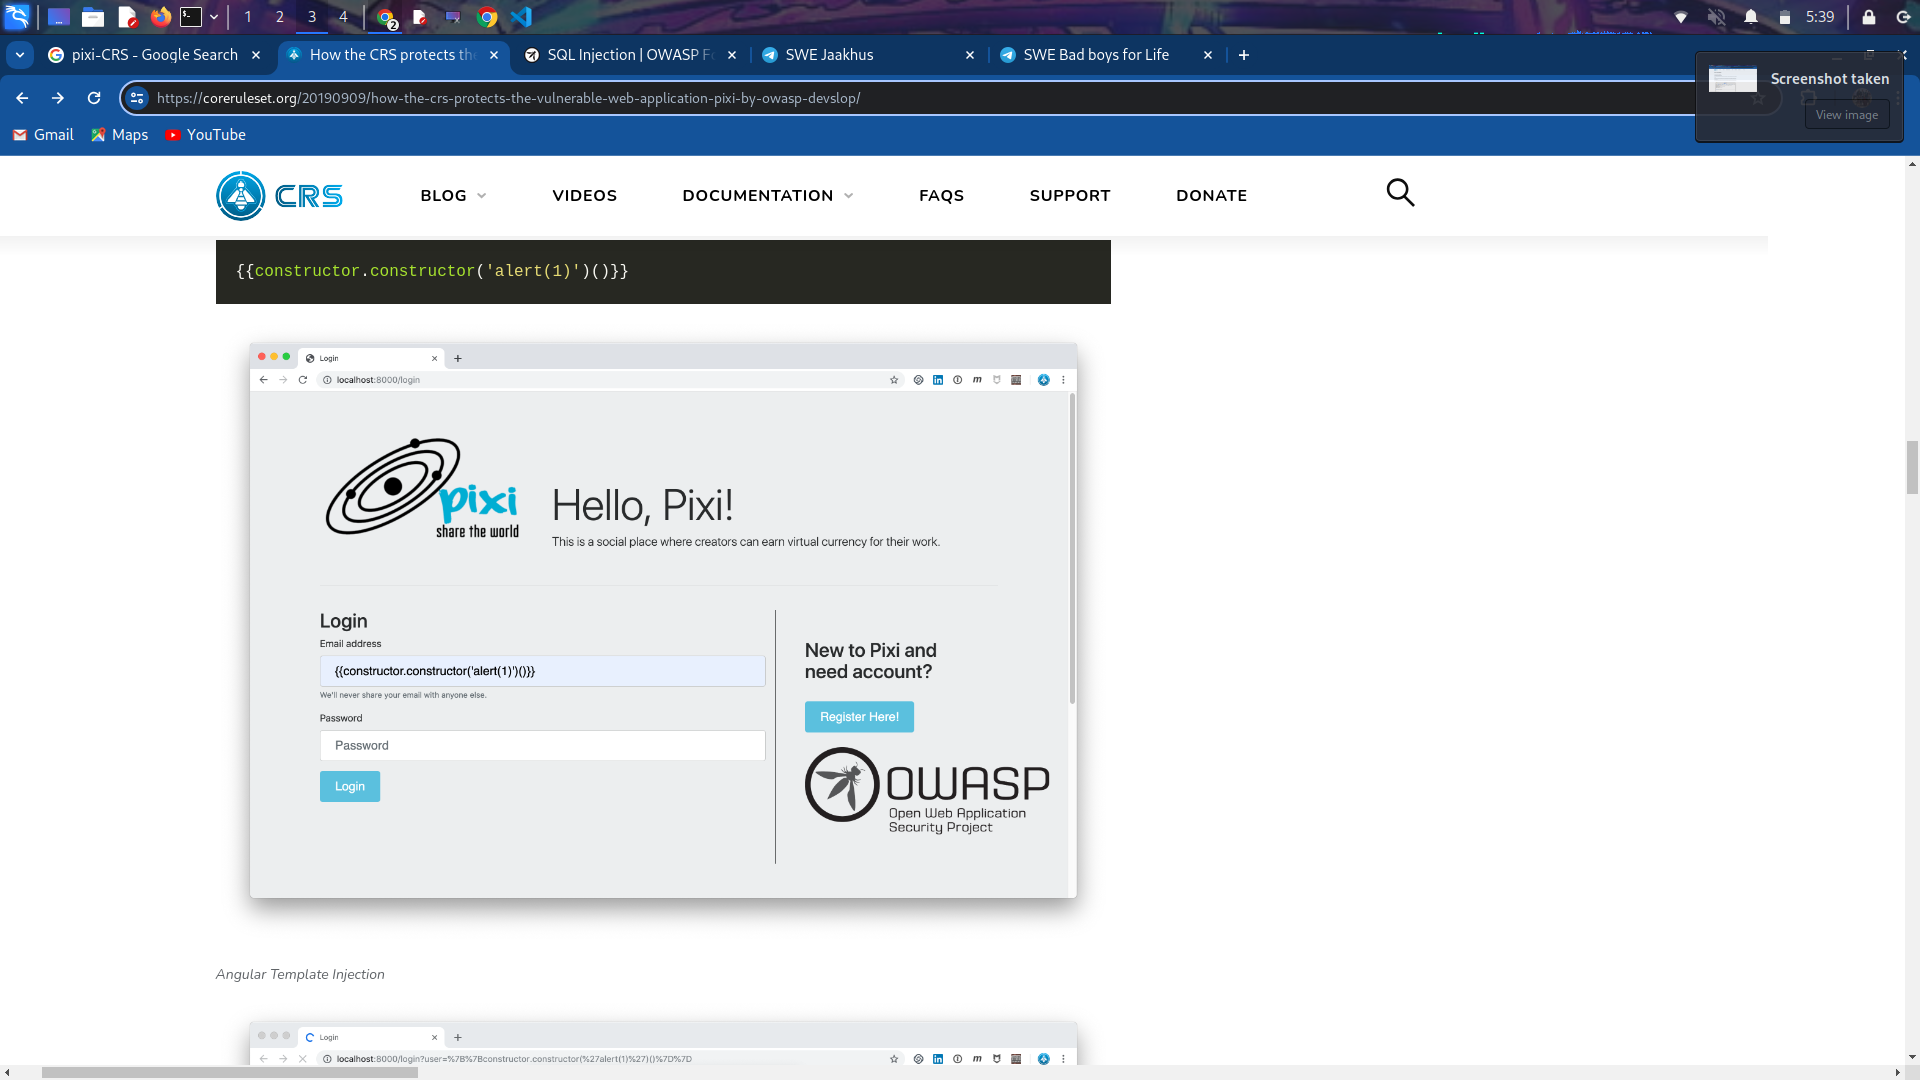 1 2 3 4 2 5:39
pixi-CRS - Google Search
How the CRS protects the
SQL Injection | OWASP Fo
SWE Jaakhus
SWE Bad boys for Life
https://coreruleset.org/20190909/how-the-crs-protects-the-vulnerable-web-application-pixi-by-owasp-devslop/
Screenshot taken
View image
Gmail Maps YouTube
CRS BLOG VIDEOS DOCUMENTATION FAQS SUPPORT DONATE
{{constructor.constructor('alert(1)')()}}
Login
localhost:8000/login
pixi
share the world
Hello, Pixi!
This is a social place where creators can earn virtual currency for their work.
Login
Email address
{{constructor.constructor('alert(1)')()}}
We'll never share your email with anyone else.
Password
Password
Login
New to Pixi and
need account?
Register Here!
OWASP
Open Web Application
Security Project
Angular Template Injection
Login
localhost:8000/login?user=%7B%7Bconstructor.constructor(%27alert(1)%27)()%7D%7D